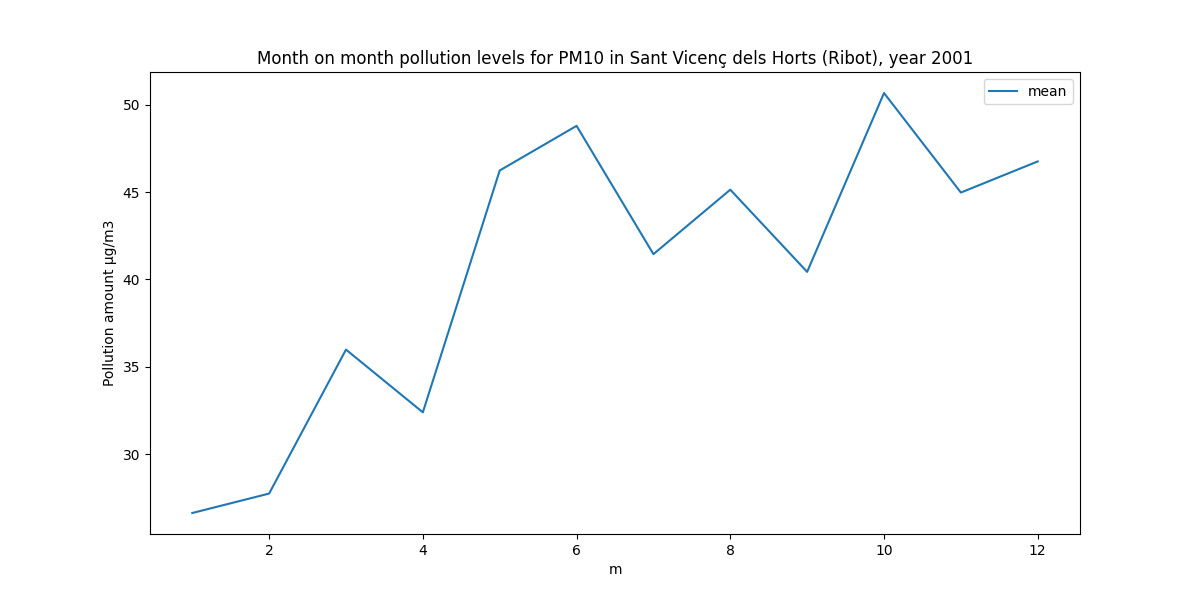 Month on month pollution levels for PM10 in Sant Vicenç dels Horts (Ribot), year 2001
mean
Pollution amount µg/m3
50
45
40
35
30
2 4 6 8 10 12
m